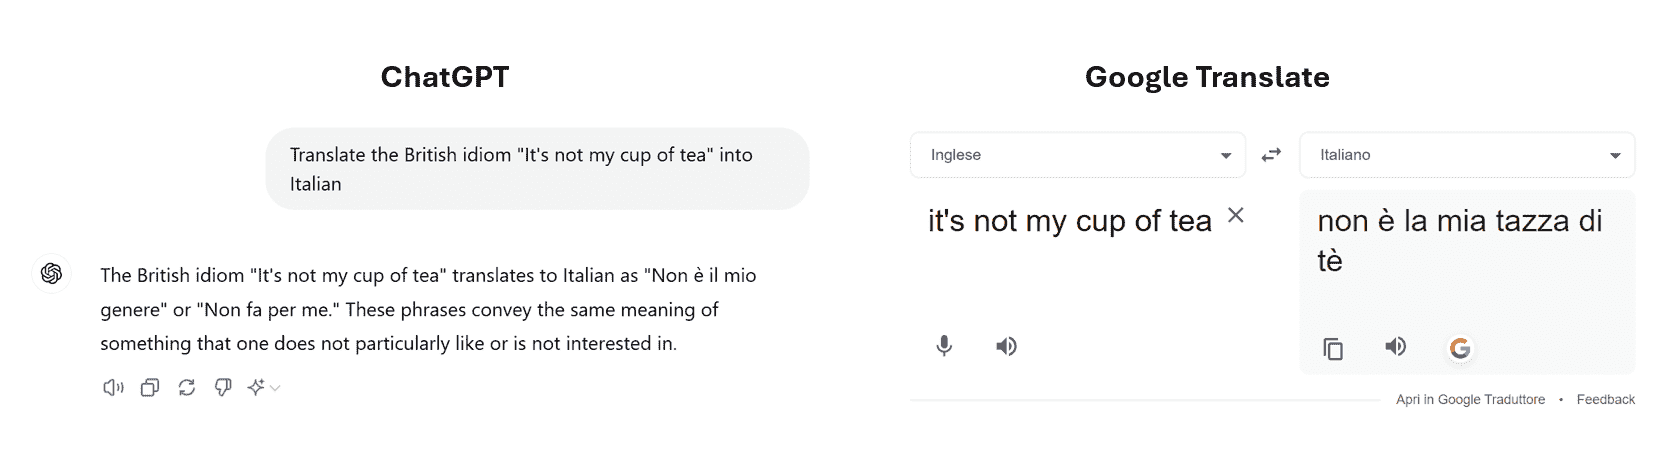 ChatGPT
Translate the British idiom "It's not my cup of tea" into
Italian
The British idiom "It's not my cup of tea" translates to Italian as "Non è il mio
genere" or "Non fa per me." These phrases convey the same meaning of
something that one does not particularly like or is not interested in.
Google Translate
Inglese
Italiano
it's not my cup of tea
non è la mia tazza di
tè
Apri in Google Traduttore • Feedback